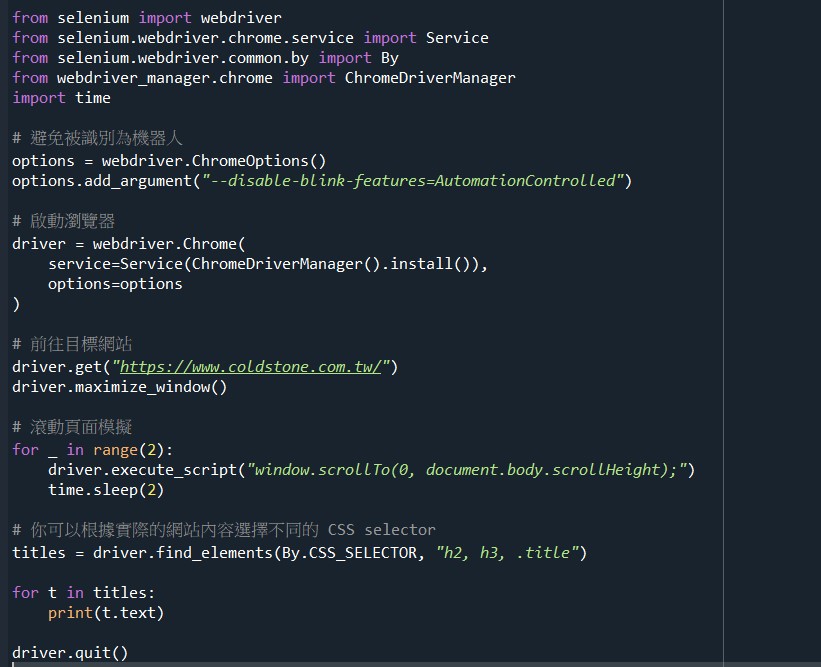 from selenium import webdriver
from selenium.webdriver.chrome.service import Service
from selenium.webdriver.common.by import By
from webdriver_manager.chrome import ChromeDriverManager
import time

# 避免被識別為機器人
options = webdriver.ChromeOptions()
options.add_argument("--disable-blink-features=AutomationControlled")

# 啟動瀏覽器
driver = webdriver.Chrome(
    service=Service(ChromeDriverManager().install()),
    options=options
)

# 前往目標網站
driver.get("https://www.coldstone.com.tw/")
driver.maximize_window()

# 滾動頁面模擬
for _ in range(2):
    driver.execute_script("window.scrollTo(0, document.body.scrollHeight);")
    time.sleep(2)

# 你可以根據實際的網站內容選擇不同的 CSS selector
titles = driver.find_elements(By.CSS_SELECTOR, "h2, h3, .title")

for t in titles:
    print(t.text)

driver.quit()